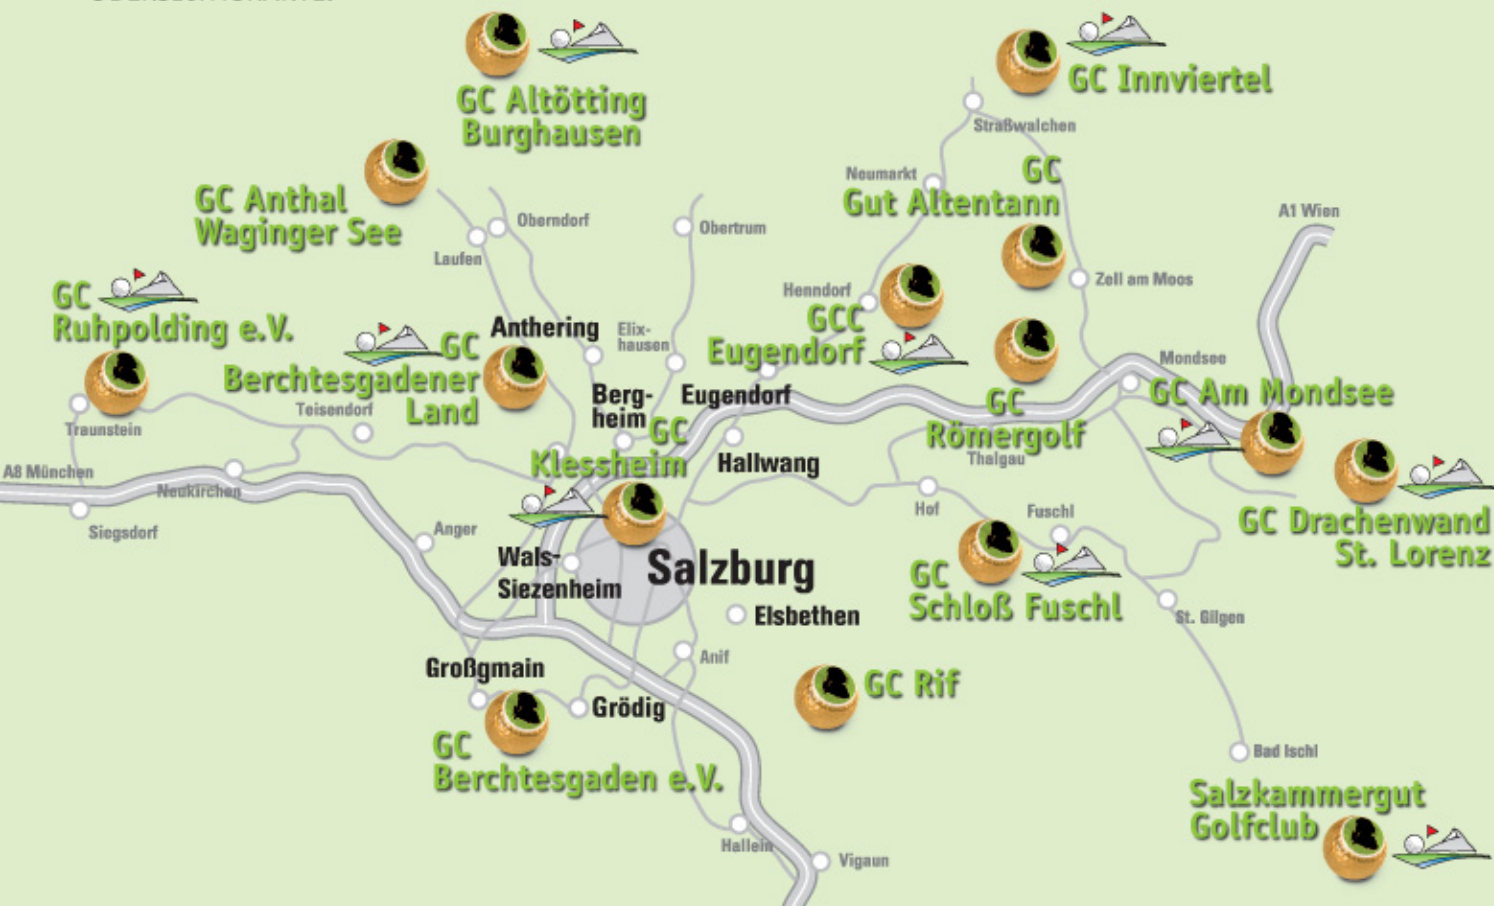 GC Altötting
Burghausen
GC Innviertel
Straßwalchen
GC Anthal
Waginger See
Neumarkt
GC
Gut Altentann
A1 Wien
Oberndorf
Laufen
Obertrum
Zell am Moos
Henndorf
GC
Ruhpolding e.V.
GC
Berchtesgadener
Land
Anthering
Elix-
hausen
GCC
Eugendorf
Mondsee
GC Am Mondsee
Berg-
heim
Eugendorf
GC
Römergolf
Thalgau
Teisendorf
Traunstein
GC
Klessheim
Hallwang
A8 München
Neukirchen
Siegsdorf
Anger
Hof
Fuschl
GC Drachenwand
St. Lorenz
Wals-
Siezenheim
Salzburg
GC
Schloß Fuschl
Elsbethen
St. Gilgen
Großgmain
Anif
GC Rif
Grödig
GC
Berchtesgaden e.V.
Bad Ischl
Salzkammergut
Golfclub
Hallein
Vigaun